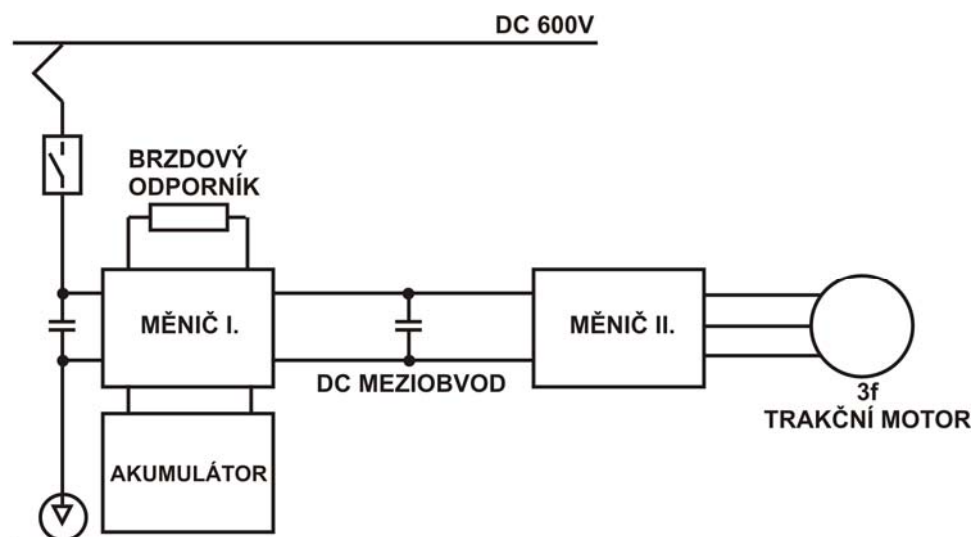 DC 600V
BRZDOVÝ
ODPORNÍK
MĚNIČ I.
MĚNIČ II.
DC MEZIOBVOD
3f
TRAKČNÍ MOTOR
AKUMULÁTOR